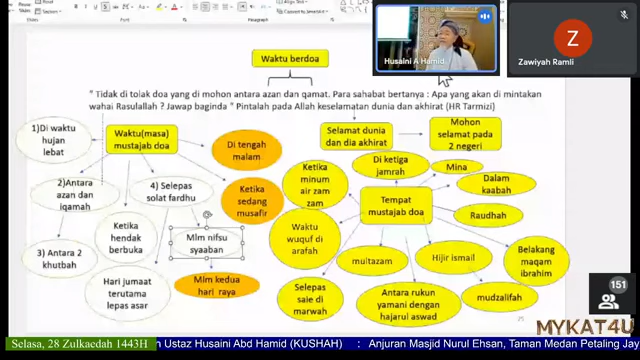 Waktu berdoa
Husaini A Hamid
Z
Zawiyah Ramli
" Tidak di tolak doa yang di mohon antara azan dan qamat. Para sahabat bertanya : Apa yang akan di mintakan
wahai Rasulallah ? Jawap baginda " Pintalah pada Allah keselamatan dunia dan akhirat (HR Tarmizi)
1)Di waktu
hujan
lebat
Waktu(masa)
mustajab doa
Di tengah
malam
2)Antara
azan dan
iqamah
4) Selepas
solat fardhu
Ketika
sedang
musafir
3) Antara 2
khutbah
Ketika
hendak
berbuka
Mlm nifsu
syaaban
Hari jumaat
terutama
lepas asar
Mlm kedua
hari raya
Selamat dunia
dan dia akhirat
Mohon
selamat pada
2 negeri
Ketika
minum
air zam
zam
Di ketiga
jamrah
Mina
Dalam
kaabah
Tempat
mustajab doa
Raudhah
Waktu
wuquf di
arafah
multazam
Hijir ismail
Belakang
maqam
ibrahim
Selepas
saie di
marwah
Antara rukun
yamani dengan
hajarul aswad
mudzalifah
25
151
MYKAT4U
Selasa, 28 Zulkaedah 1443H
n Ustaz Husaini Abd Hamid (KUSHAH) : Anjuran Masjid Nurul Ehsan, Taman Medan Petaling Jay